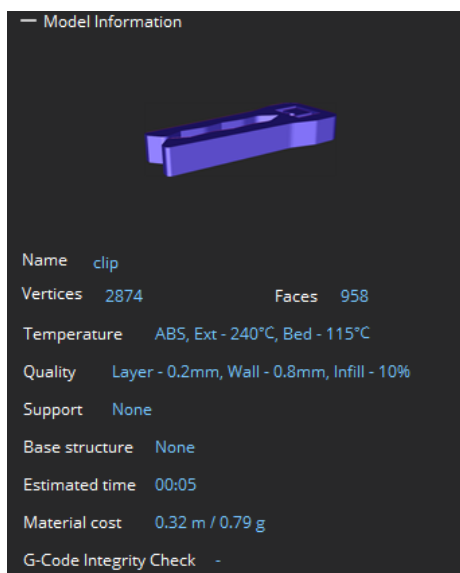 — Model Information
Name clip
Vertices 2874 Faces 958
Temperature ABS, Ext - 240°C, Bed - 115°C
Quality Layer - 0.2mm, Wall - 0.8mm, Infill - 10%
Support None
Base structure None
Estimated time 00:05
Material cost 0.32 m / 0.79 g
G-Code Integrity Check -